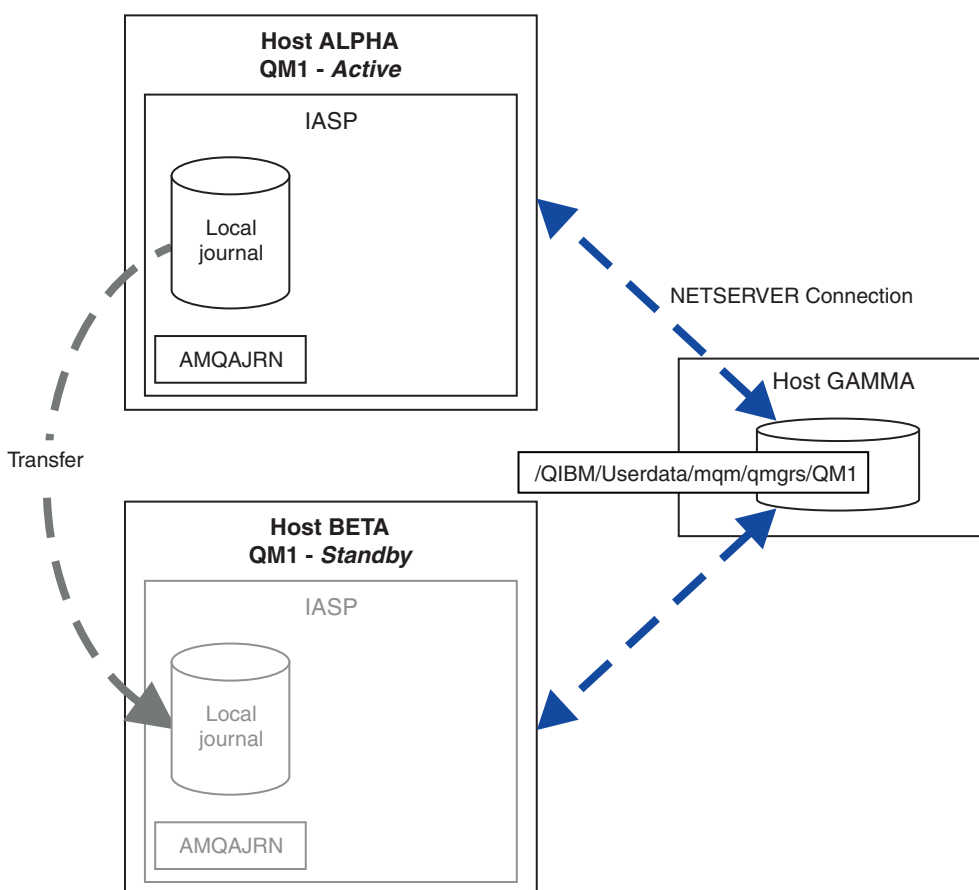 Host ALPHA
QM1 - Active
IASP
Local
journal
AMQAJRN
NETSERVER Connection
Host GAMMA
/QIBM/Userdata/mqm/qmgrs/QM1
Transfer
Host BETA
QM1 - Standby
IASP
Local
journal
AMQAJRN